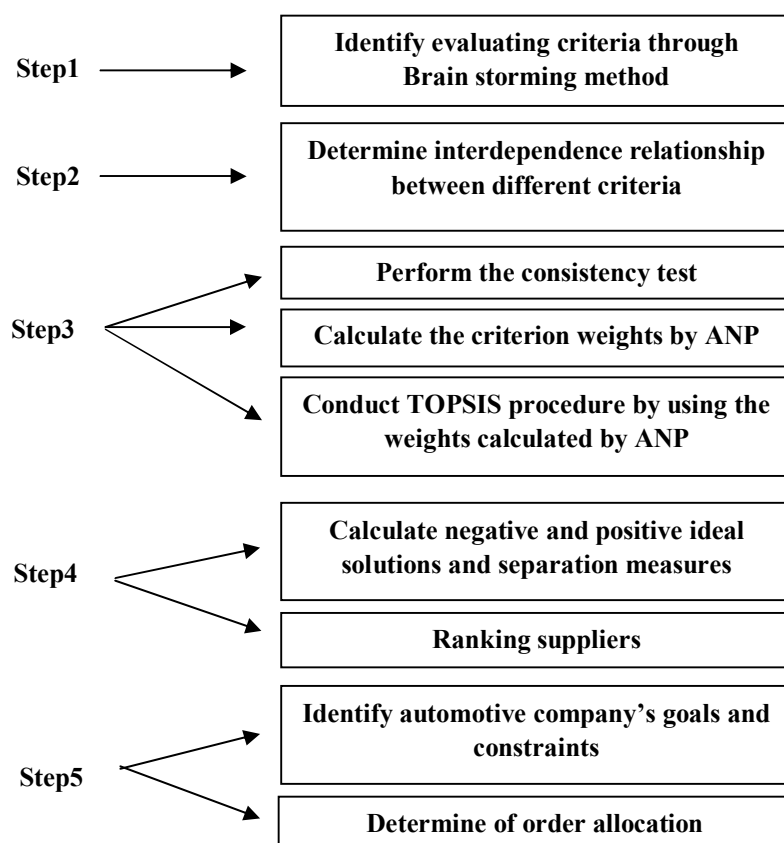 Step1
Identify evaluating criteria through
Brain storming method
Step2
Determine interdependence relationship
between different criteria
Step3
Perform the consistency test
Calculate the criterion weights by ANP
Conduct TOPSIS procedure by using the
weights calculated by ANP
Step4
Calculate negative and positive ideal
solutions and separation measures
Ranking suppliers
Step5
Identify automotive company’s goals and
constraints
Determine of order allocation